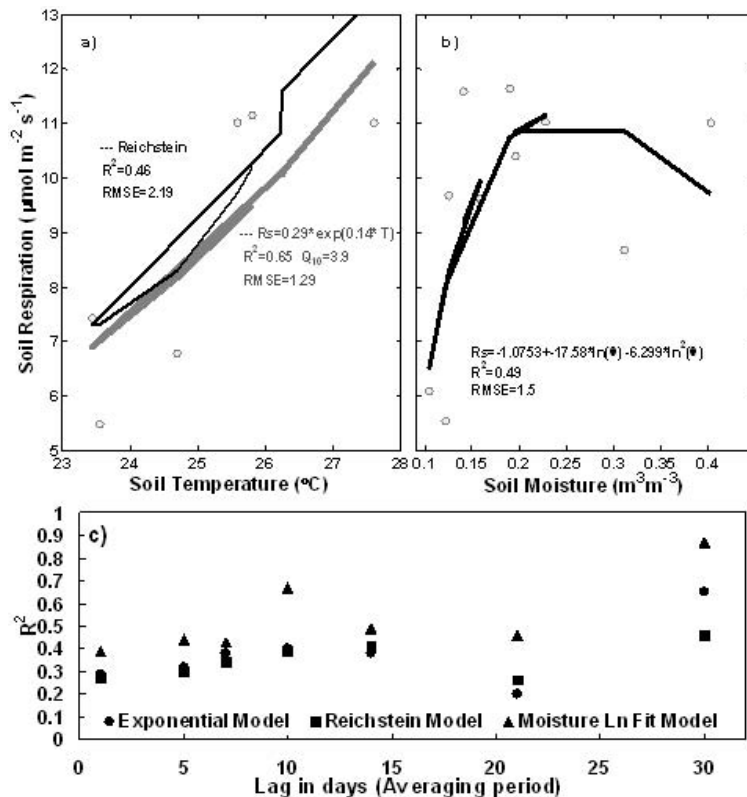 a)
b)
13
12
11
10
9
8
7
6
5
Soil Respiration ( µmol m⁻² s⁻¹)
--- Reichstein
R²=0.46
RMSE=2.19
--- Rs=0.29*exp(0.14*T)
R²=0.65 Q₁₀=3.9
RMSE=1.29
Rs=-1.0753+-17.58*ln(Φ)-6.299*ln²(Φ)
R²=0.49
RMSE=1.5
23 24 25 26 27 28
0.1 0.15 0.2 0.25 0.3 0.35 0.4
Soil Temperature (ºC)
Soil Moisture (m³m⁻³)
c)
1
0.9
0.8
0.7
0.6
0.5
0.4
0.3
0.2
0.1
0
R²
Exponential Model Reichstein Model Moisture Ln Fit Model
0 5 10 15 20 25 30
Lag in days (Averaging period)